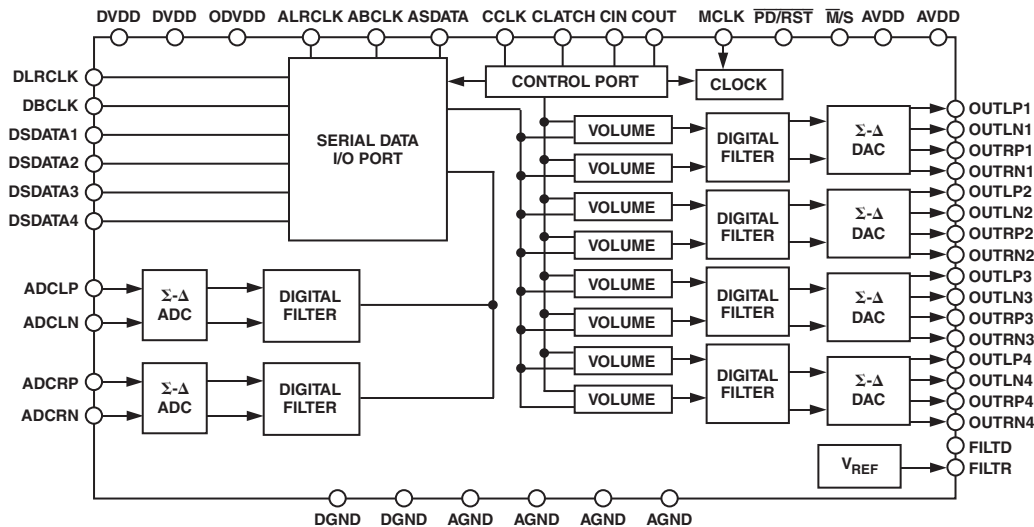 DVDD DVDD ODVDD ALRCLK ABCLK ASDATA CCLK CLATCH CIN COUT MCLK P̅D̅/R̅S̅T̅ M̅/S AVDD AVDD
DLRCLK
DBCLK
DSDATA1
DSDATA2
DSDATA3
DSDATA4
ADCLP
ADCLN
ADCRP
ADCRN
SERIAL DATA
I/O PORT
CONTROL PORT
CLOCK
Σ-Δ
ADC
DIGITAL
FILTER
Σ-Δ
ADC
DIGITAL
FILTER
VOLUME
VOLUME
VOLUME
VOLUME
VOLUME
VOLUME
VOLUME
VOLUME
DIGITAL
FILTER
DIGITAL
FILTER
DIGITAL
FILTER
DIGITAL
FILTER
Σ-Δ
DAC
Σ-Δ
DAC
Σ-Δ
DAC
Σ-Δ
DAC
VREF
OUTLP1
OUTLN1
OUTRP1
OUTRN1
OUTLP2
OUTLN2
OUTRP2
OUTRN2
OUTLP3
OUTLN3
OUTRP3
OUTRN3
OUTLP4
OUTLN4
OUTRP4
OUTRN4
FILTD
FILTR
DGND DGND AGND AGND AGND AGND